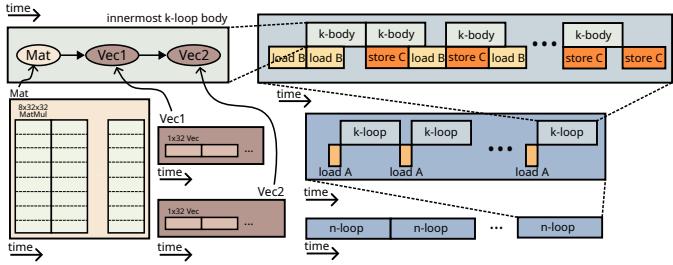 time
innermost k-loop body
Mat
Vec1
Vec2
k-body
k-body
k-body
k-body
load B
load B
store C
load B
store C
load B
store C
store C
time
Mat
8x32x32
MatMul
time
Vec1
1x32 Vec
...
time
Vec2
1x32 Vec
...
time
k-loop
k-loop
k-loop
load A
load A
load A
time
n-loop
n-loop
...
n-loop
time